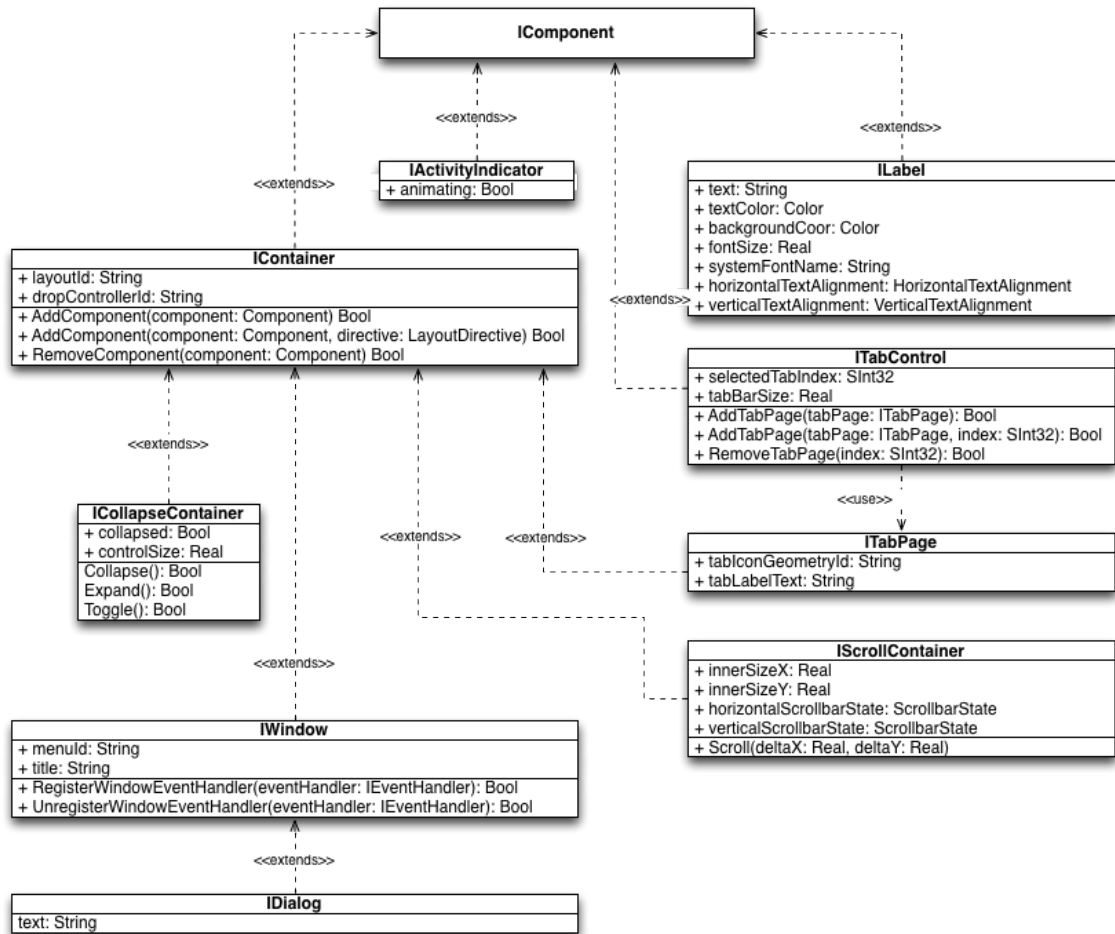 IComponent
<<extends>>
<<extends>>
<<extends>>
IActivityIndicator
+ animating: Bool
ILabel
+ text: String
+ textColor: Color
+ backgroundCoor: Color
+ fontSize: Real
+ systemFontName: String
+ horizontalTextAlignment: HorizontalTextAlignment
+ verticalTextAlignment: VerticalTextAlignment
IContainer
+ layoutId: String
+ dropControllerId: String
+ AddComponent(component: Component) Bool
+ AddComponent(component: Component, directive: LayoutDirective) Bool
+ RemoveComponent(component: Component) Bool
<<extends>>
ITabControl
+ selectedTabIndex: SInt32
+ tabBarSize: Real
+ AddTabPage(tabPage: ITabPage): Bool
+ AddTabPage(tabPage: ITabPage, index: SInt32): Bool
+ RemoveTabPage(index: SInt32): Bool
<<extends>>
<<use>>
ICollapseContainer
+ collapsed: Bool
+ controlSize: Real
Collapse(): Bool
Expand(): Bool
Toggle(): Bool
<<extends>>
<<extends>>
ITabPage
+ tabIconGeometryId: String
+ tabLabelText: String
<<extends>>
IScrollContainer
+ innerSizeX: Real
+ innerSizeY: Real
+ horizontalScrollbarState: ScrollbarState
+ verticalScrollbarState: ScrollbarState
+ Scroll(deltaX: Real, deltaY: Real)
IWindow
+ menuId: String
+ title: String
+ RegisterWindowEventHandler(eventHandler: IEventHandler): Bool
+ UnregisterWindowEventHandler(eventHandler: IEventHandler): Bool
<<extends>>
IDialog
text: String